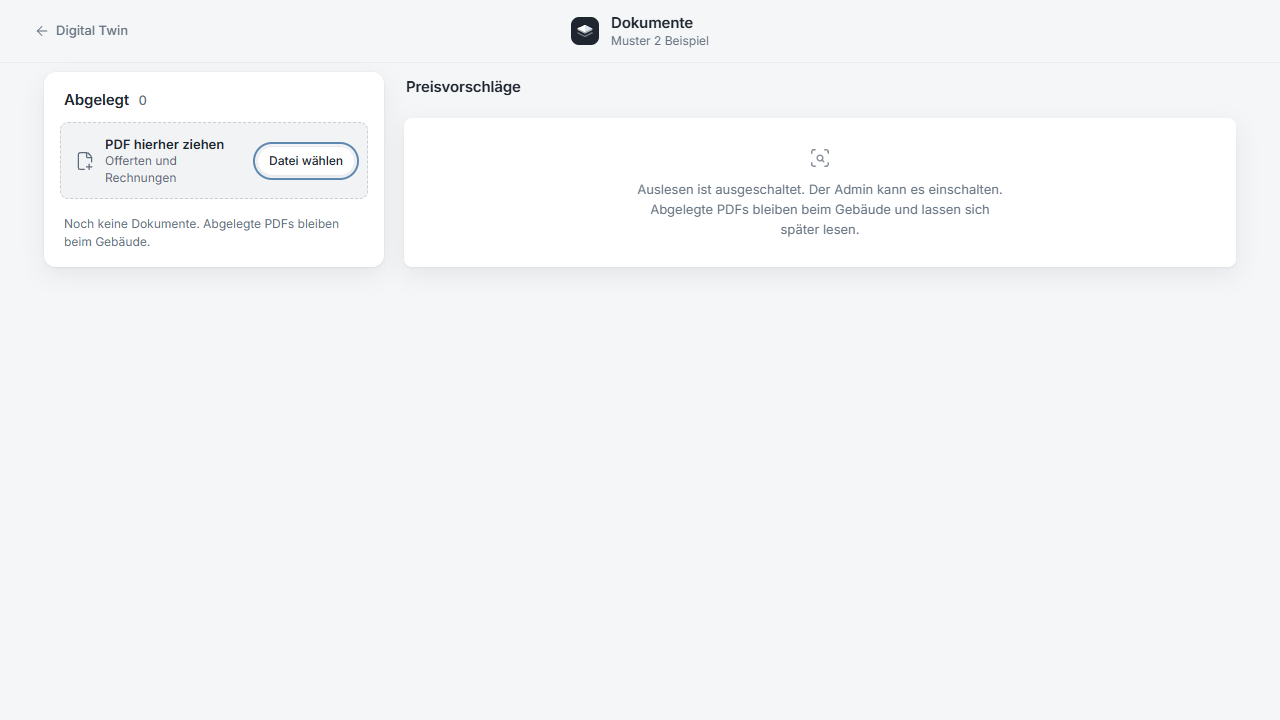 Digital Twin
Dokumente
Muster 2 Beispiel
Abgelegt 0
PDF hierher ziehen
Offerten und
Rechnungen
Datei wählen
Noch keine Dokumente. Abgelegte PDFs bleiben
beim Gebäude.
Preisvorschläge
Auslesen ist ausgeschaltet. Der Admin kann es einschalten.
Abgelegte PDFs bleiben beim Gebäude und lassen sich
später lesen.